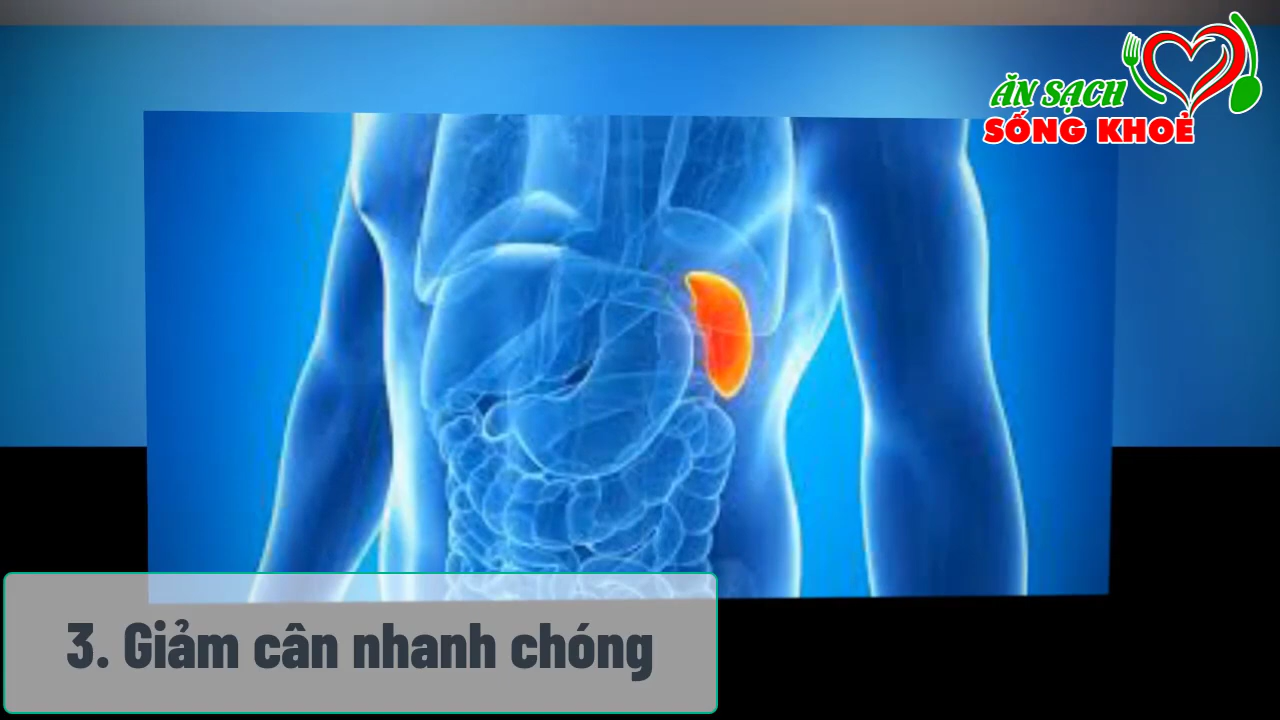 ĂN SẠCH
SỐNG KHOẺ
3. Giảm cân nhanh chóng